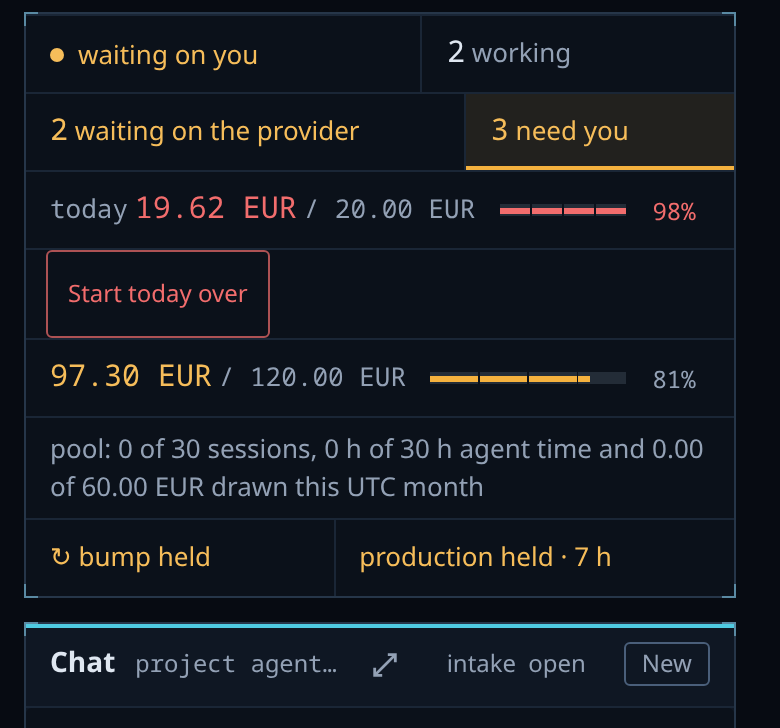 waiting on you
2 working
2 waiting on the provider
3 need you
today 19.62 EUR / 20.00 EUR 98%
Start today over
97.30 EUR / 120.00 EUR 81%
pool: 0 of 30 sessions, 0 h of 30 h agent time and 0.00
of 60.00 EUR drawn this UTC month
↻ bump held
production held · 7 h
Chat project agent… intake open New